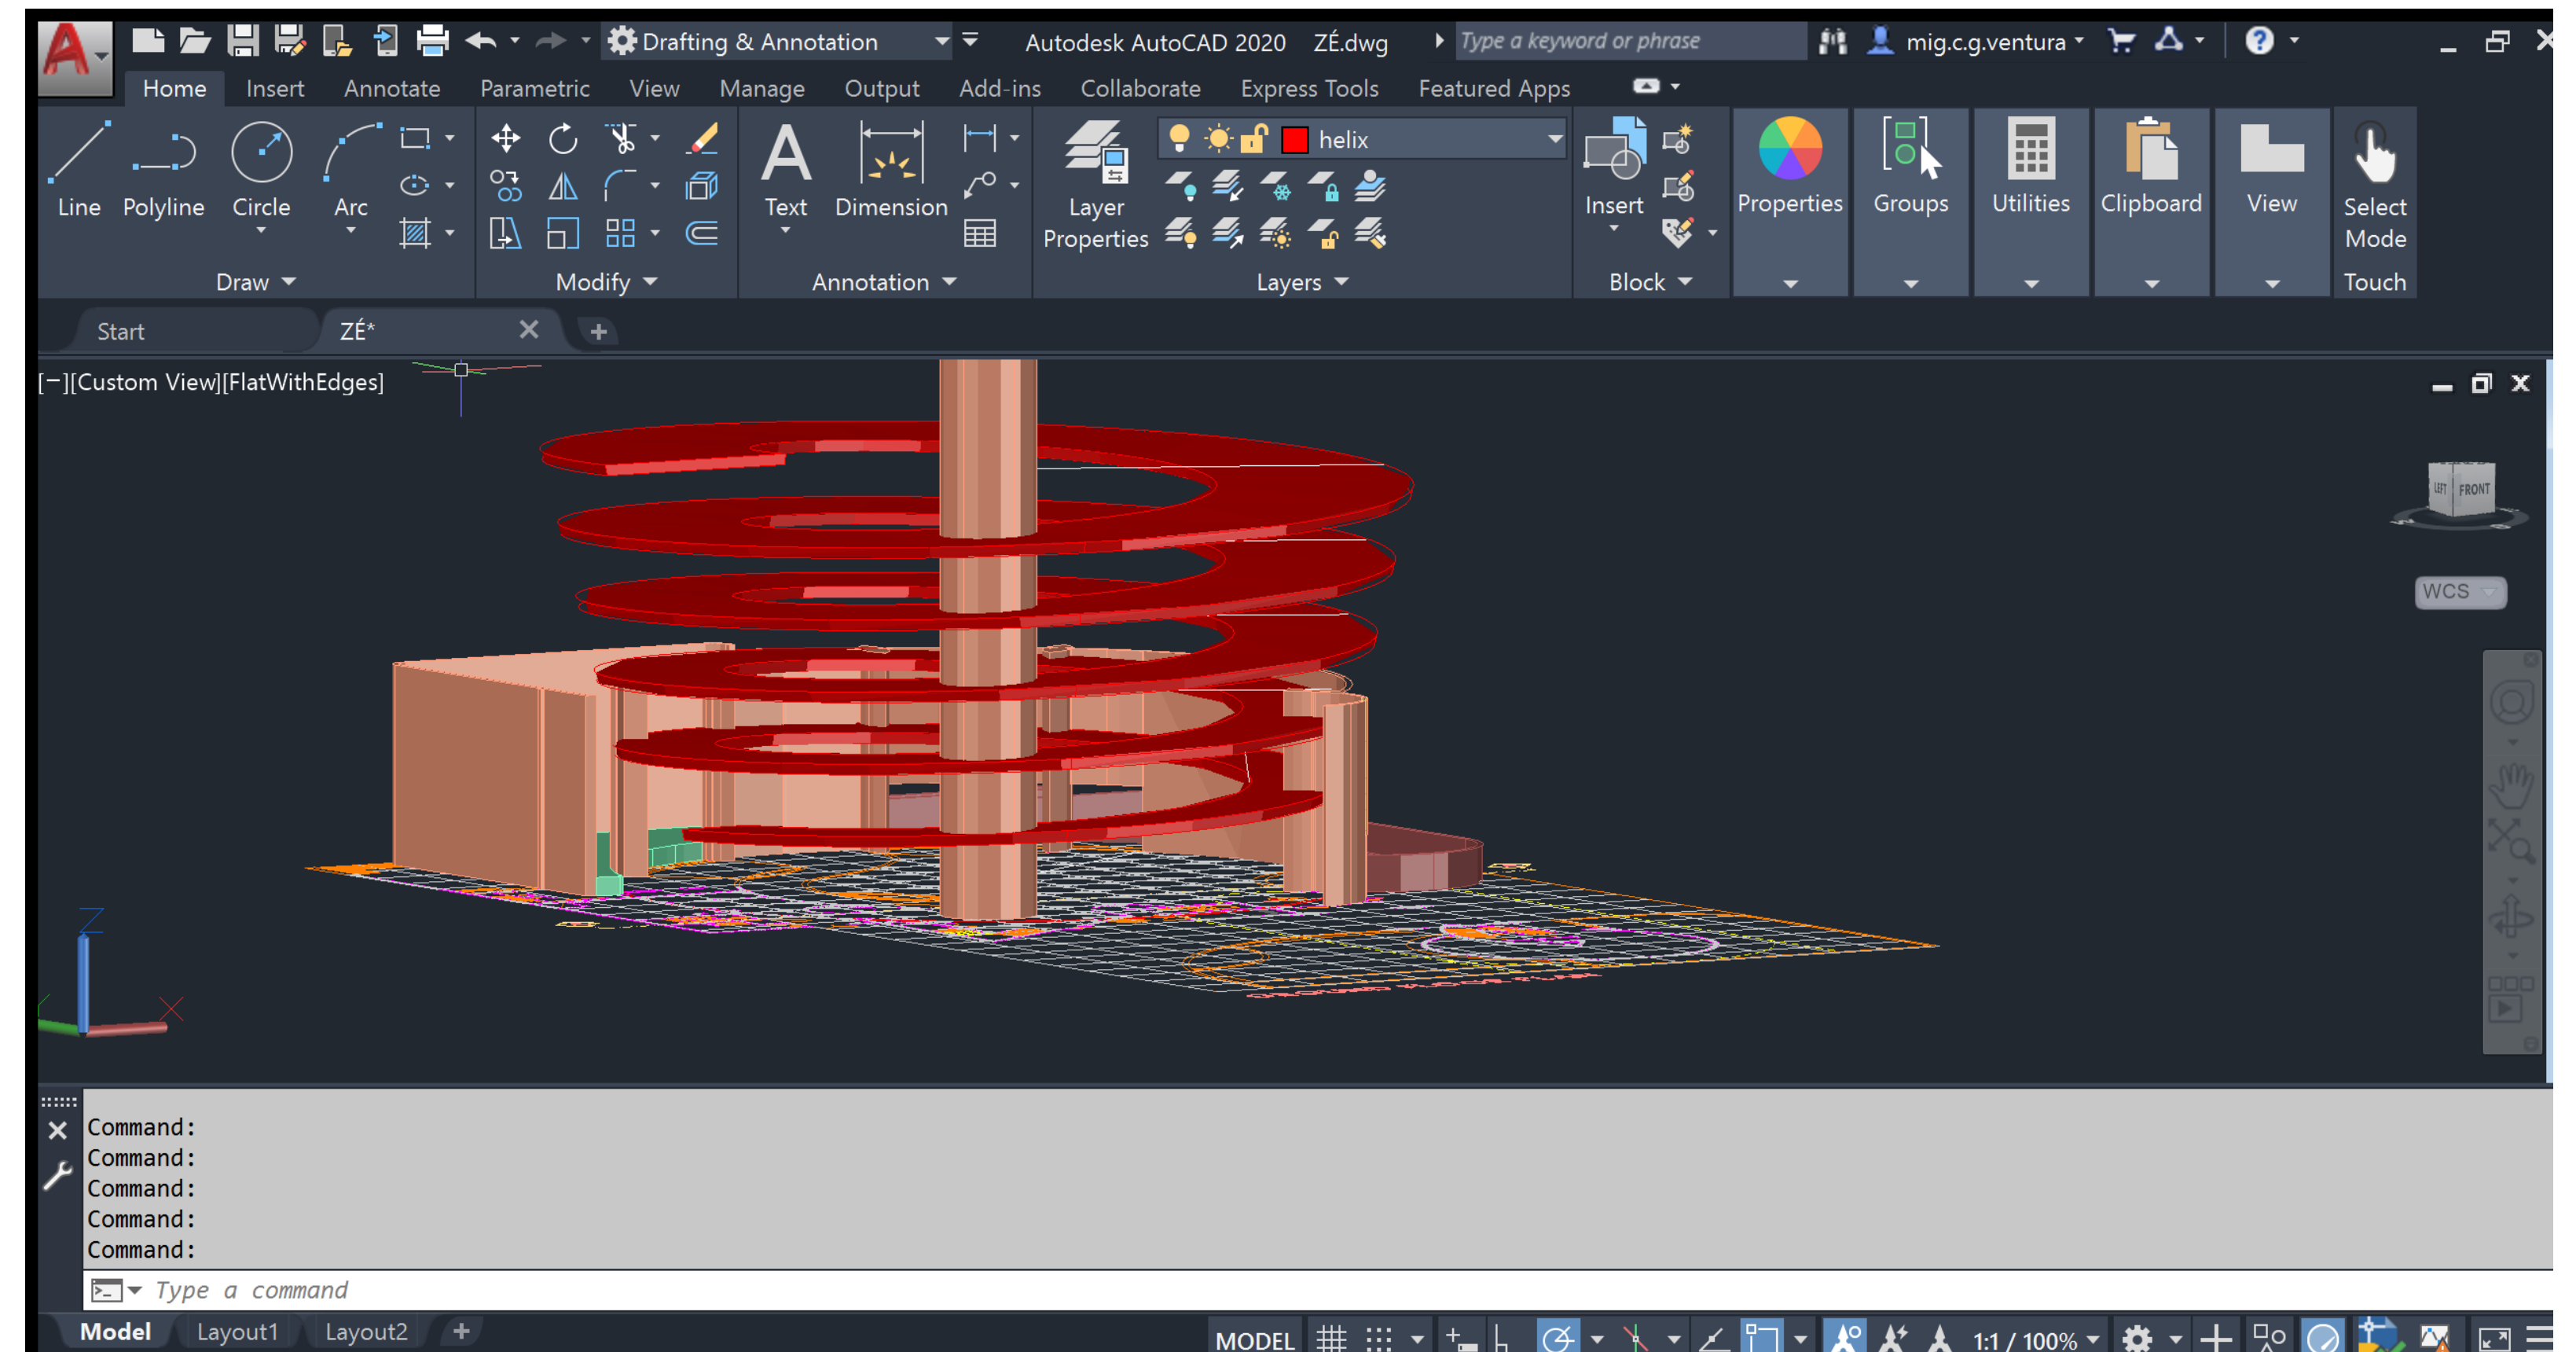 Drafting & Annotation Autodesk AutoCAD 2020 ZÉ.dwg Type a keyword or phrase mig.c.g.ventura
Home Insert Annotate Parametric View Manage Output Add-ins Collaborate Express Tools Featured Apps
helix
Line Polyline Circle Arc Text Dimension Layer Properties Insert Properties Groups Utilities Clipboard View Select Mode
Draw Modify Annotation Layers Block Touch
Start ZÉ*
[−][Custom View][FlatWithEdges]
LEFT FRONT
WCS
Z
X
Command:
Command:
Command:
Command:
Command:
Type a command
Model Layout1 Layout2 MODEL 1:1 / 100%